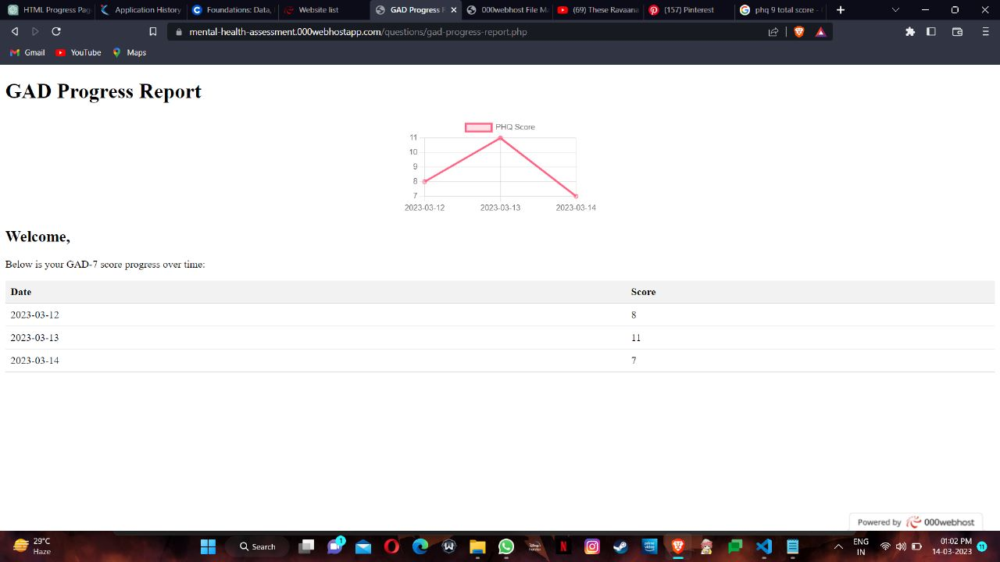 HTML Progress Pag
Application History
Foundations: Data,
Website list
GAD Progress R
000webhost File M
(69) These Ravaana
(157) Pinterest
phq 9 total score -
mental-health-assessment.000webhostapp.com/questions/gad-progress-report.php
Gmail
YouTube
Maps
GAD Progress Report
PHQ Score
11
10
9
8
7
2023-03-12 2023-03-13 2023-03-14
Welcome,
Below is your GAD-7 score progress over time:
Date Score
2023-03-12 8
2023-03-13 11
2023-03-14 7
Powered by 000webhost
29°C
Haze
Search
1
prime video
ENG
IN
01:02 PM
14-03-2023
11